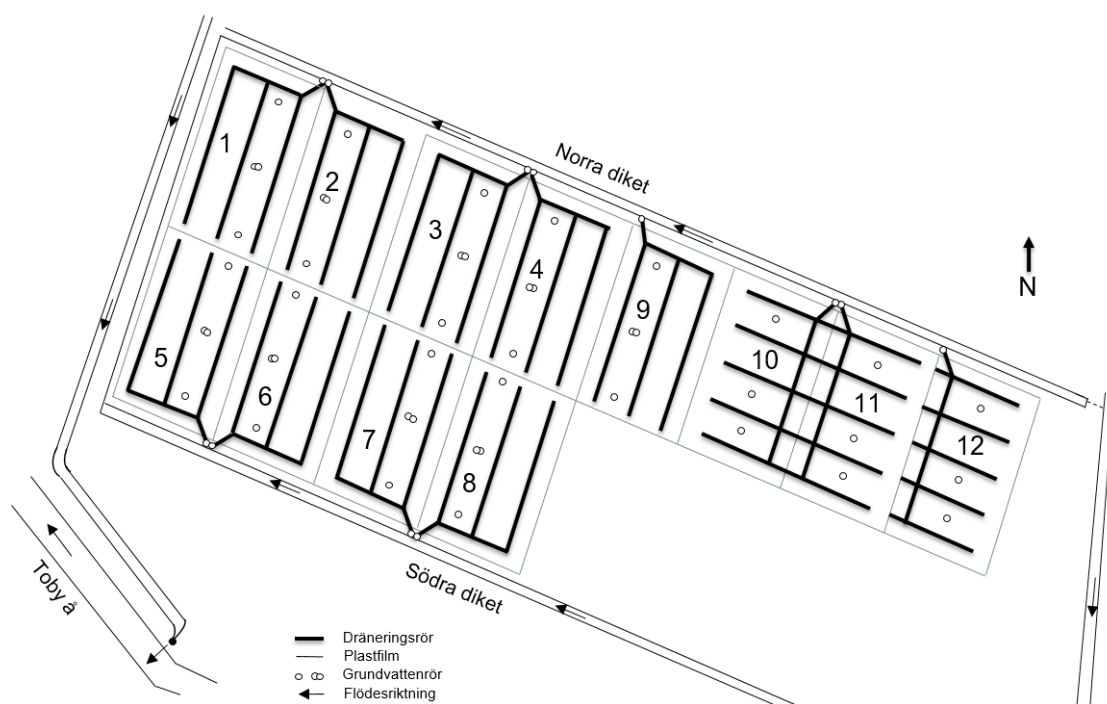 Norra diket
1
2
3
4
9
10
11
12
5
6
7
8
N
Södra diket
Toby å
Dräneringsrör
Plastfilm
Grundvattenrör
Flödesriktning